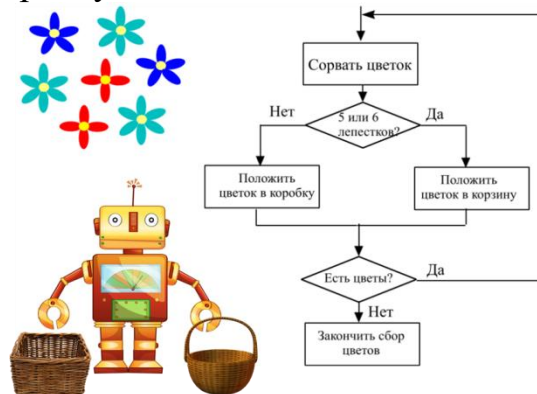 Сорвать цветок
5 или 6
лепестков?
Нет
Да
Положить
цветок в коробку
Положить
цветок в корзину
Есть цветы?
Да
Нет
Закончить сбор
цветов